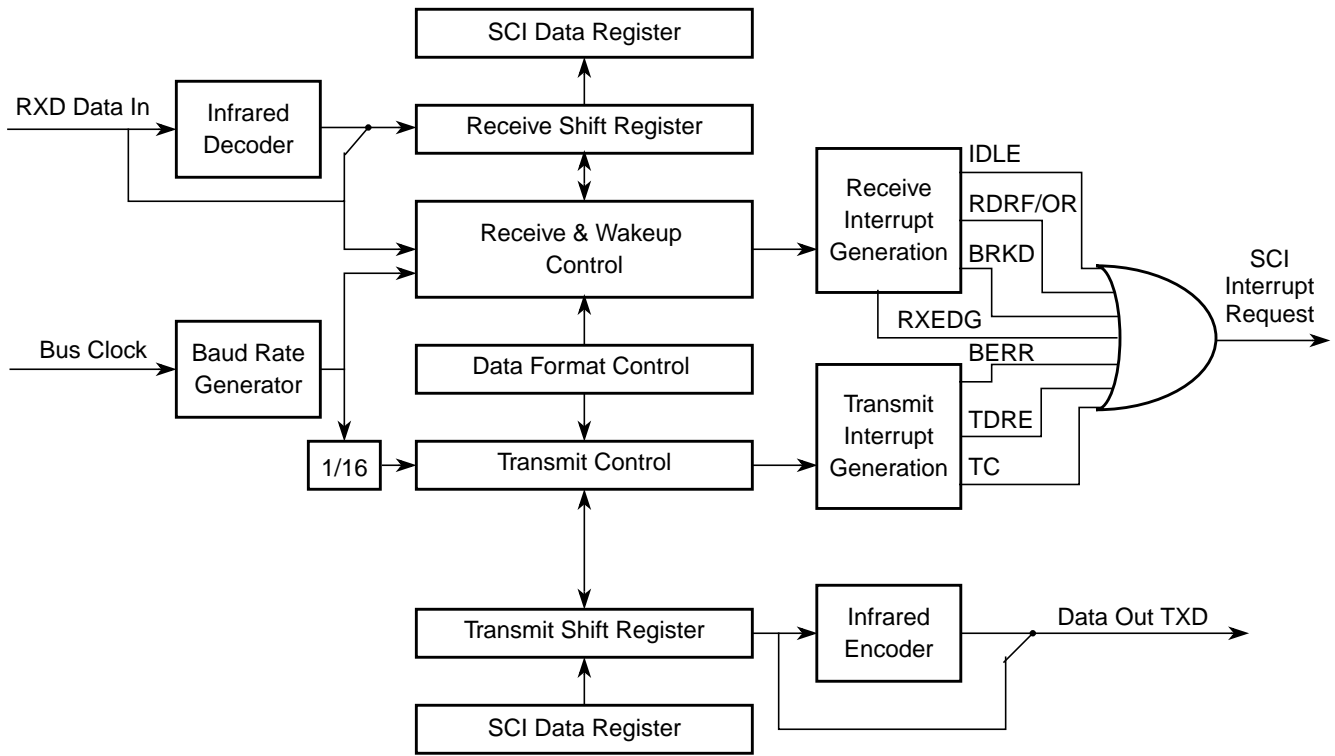 SCI Data Register
RXD Data In
Infrared
Decoder
Receive Shift Register
Receive & Wakeup
Control
Receive
Interrupt
Generation
IDLE
RDRF/OR
BRKD
RXEDG
SCI
Interrupt
Request
Bus Clock
Baud Rate
Generator
Data Format Control
BERR
Transmit
Interrupt
Generation
TDRE
TC
1/16
Transmit Control
Transmit Shift Register
Infrared
Encoder
Data Out TXD
SCI Data Register